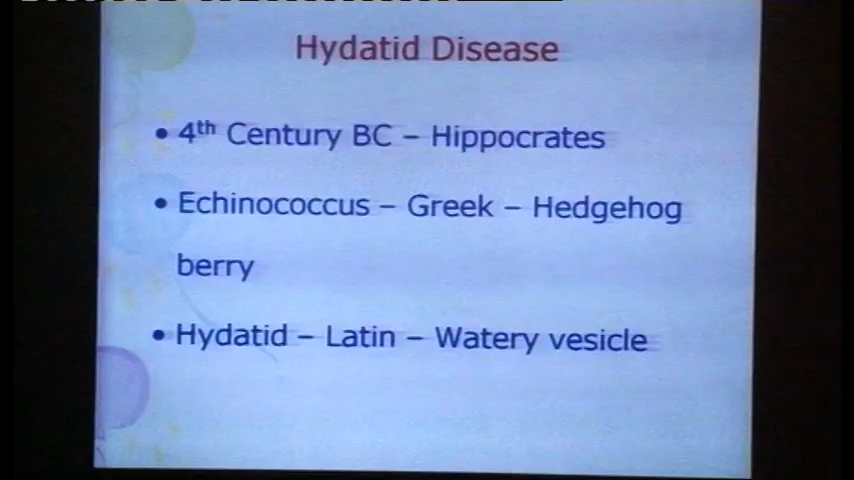 Hydatid Disease
• 4th Century BC – Hippocrates
• Echinococcus – Greek – Hedgehog
berry
• Hydatid – Latin – Watery vesicle